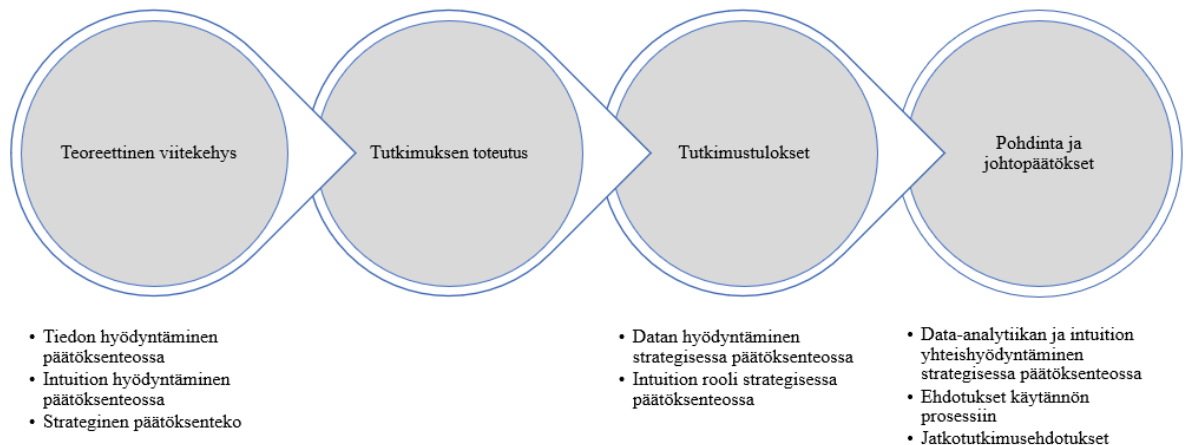 Teoreettinen viitekehys
Tutkimuksen toteutus
Tutkimustulokset
Pohdinta ja
johtopäätökset
• Tiedon hyödyntäminen
päätöksenteossa
• Intuition hyödyntäminen
päätöksenteossa
• Strateginen päätöksenteko
• Datan hyödyntäminen
strategisessa päätöksenteossa
• Intuition rooli strategisessa
päätöksenteossa
• Data-analytiikan ja intuition
yhteishyödyntäminen
strategisessa päätöksenteossa
• Ehdotukset käytännön
prosessiin
• Jatkotutkimusehdotukset